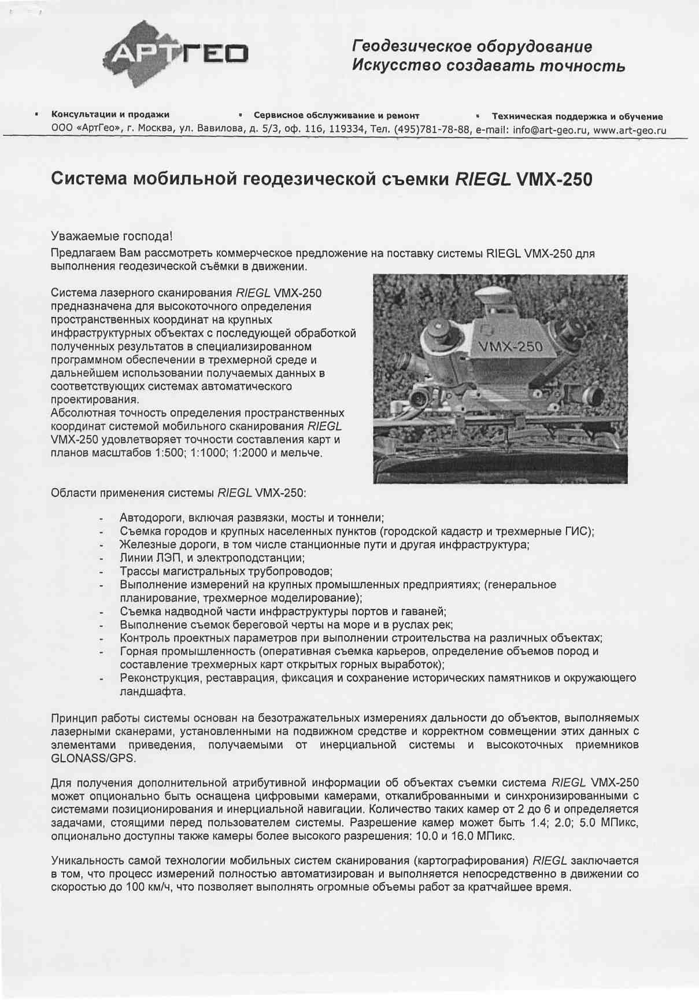 АРТГЕО
Геодезическое оборудование
Искусство создавать точность
▪ Консультации и продажи ▪ Сервисное обслуживание и ремонт ▪ Техническая поддержка и обучение
ООО «АртГео», г. Москва, ул. Вавилова, д. 5/3, оф. 116, 119334, Тел. (495)781-78-88, e-mail: info@art-geo.ru, www.art-geo.ru
Система мобильной геодезической съемки RIEGL VMX-250
Уважаемые господа!
Предлагаем Вам рассмотреть коммерческое предложение на поставку системы RIEGL VMX-250 для
выполнения геодезической съёмки в движении.
Система лазерного сканирования RIEGL VMX-250
предназначена для высокоточного определения
пространственных координат на крупных
инфраструктурных объектах с последующей обработкой
полученных результатов в специализированном
программном обеспечении в трехмерной среде и
дальнейшем использовании получаемых данных в
соответствующих системах автоматического
проектирования.
Абсолютная точность определения пространственных
координат системой мобильного сканирования RIEGL
VMX-250 удовлетворяет точности составления карт и
планов масштабов 1:500; 1:1000; 1:2000 и мельче.
VMX-250
Области применения системы RIEGL VMX-250:
- Автодороги, включая развязки, мосты и тоннели;
- Съемка городов и крупных населенных пунктов (городской кадастр и трехмерные ГИС);
- Железные дороги, в том числе станционные пути и другая инфраструктура;
- Линии ЛЭП, и электроподстанции;
- Трассы магистральных трубопроводов;
- Выполнение измерений на крупных промышленных предприятиях; (генеральное
планирование, трехмерное моделирование);
- Съемка надводной части инфраструктуры портов и гаваней;
- Выполнение съемок береговой черты на море и в руслах рек;
- Контроль проектных параметров при выполнении строительства на различных объектах;
- Горная промышленность (оперативная съемка карьеров, определение объемов пород и
составление трехмерных карт открытых горных выработок);
- Реконструкция, реставрация, фиксация и сохранение исторических памятников и окружающего
ландшафта.
Принцип работы системы основан на безотражательных измерениях дальности до объектов, выполняемых
лазерными сканерами, установленными на подвижном средстве и корректном совмещении этих данных с
элементами приведения, получаемыми от инерциальной системы и высокоточных приемников
GLONASS/GPS.
Для получения дополнительной атрибутивной информации об объектах съемки система RIEGL VMX-250
может опционально быть оснащена цифровыми камерами, откалиброванными и синхронизированными с
системами позиционирования и инерциальной навигации. Количество таких камер от 2 до 6 и определяется
задачами, стоящими перед пользователем системы. Разрешение камер может быть 1.4; 2.0; 5.0 МПикс,
опционально доступны также камеры более высокого разрешения: 10.0 и 16.0 МПикс.
Уникальность самой технологии мобильных систем сканирования (картографирования) RIEGL заключается
в том, что процесс измерений полностью автоматизирован и выполняется непосредственно в движении со
скоростью до 100 км/ч, что позволяет выполнять огромные объемы работ за кратчайшее время.